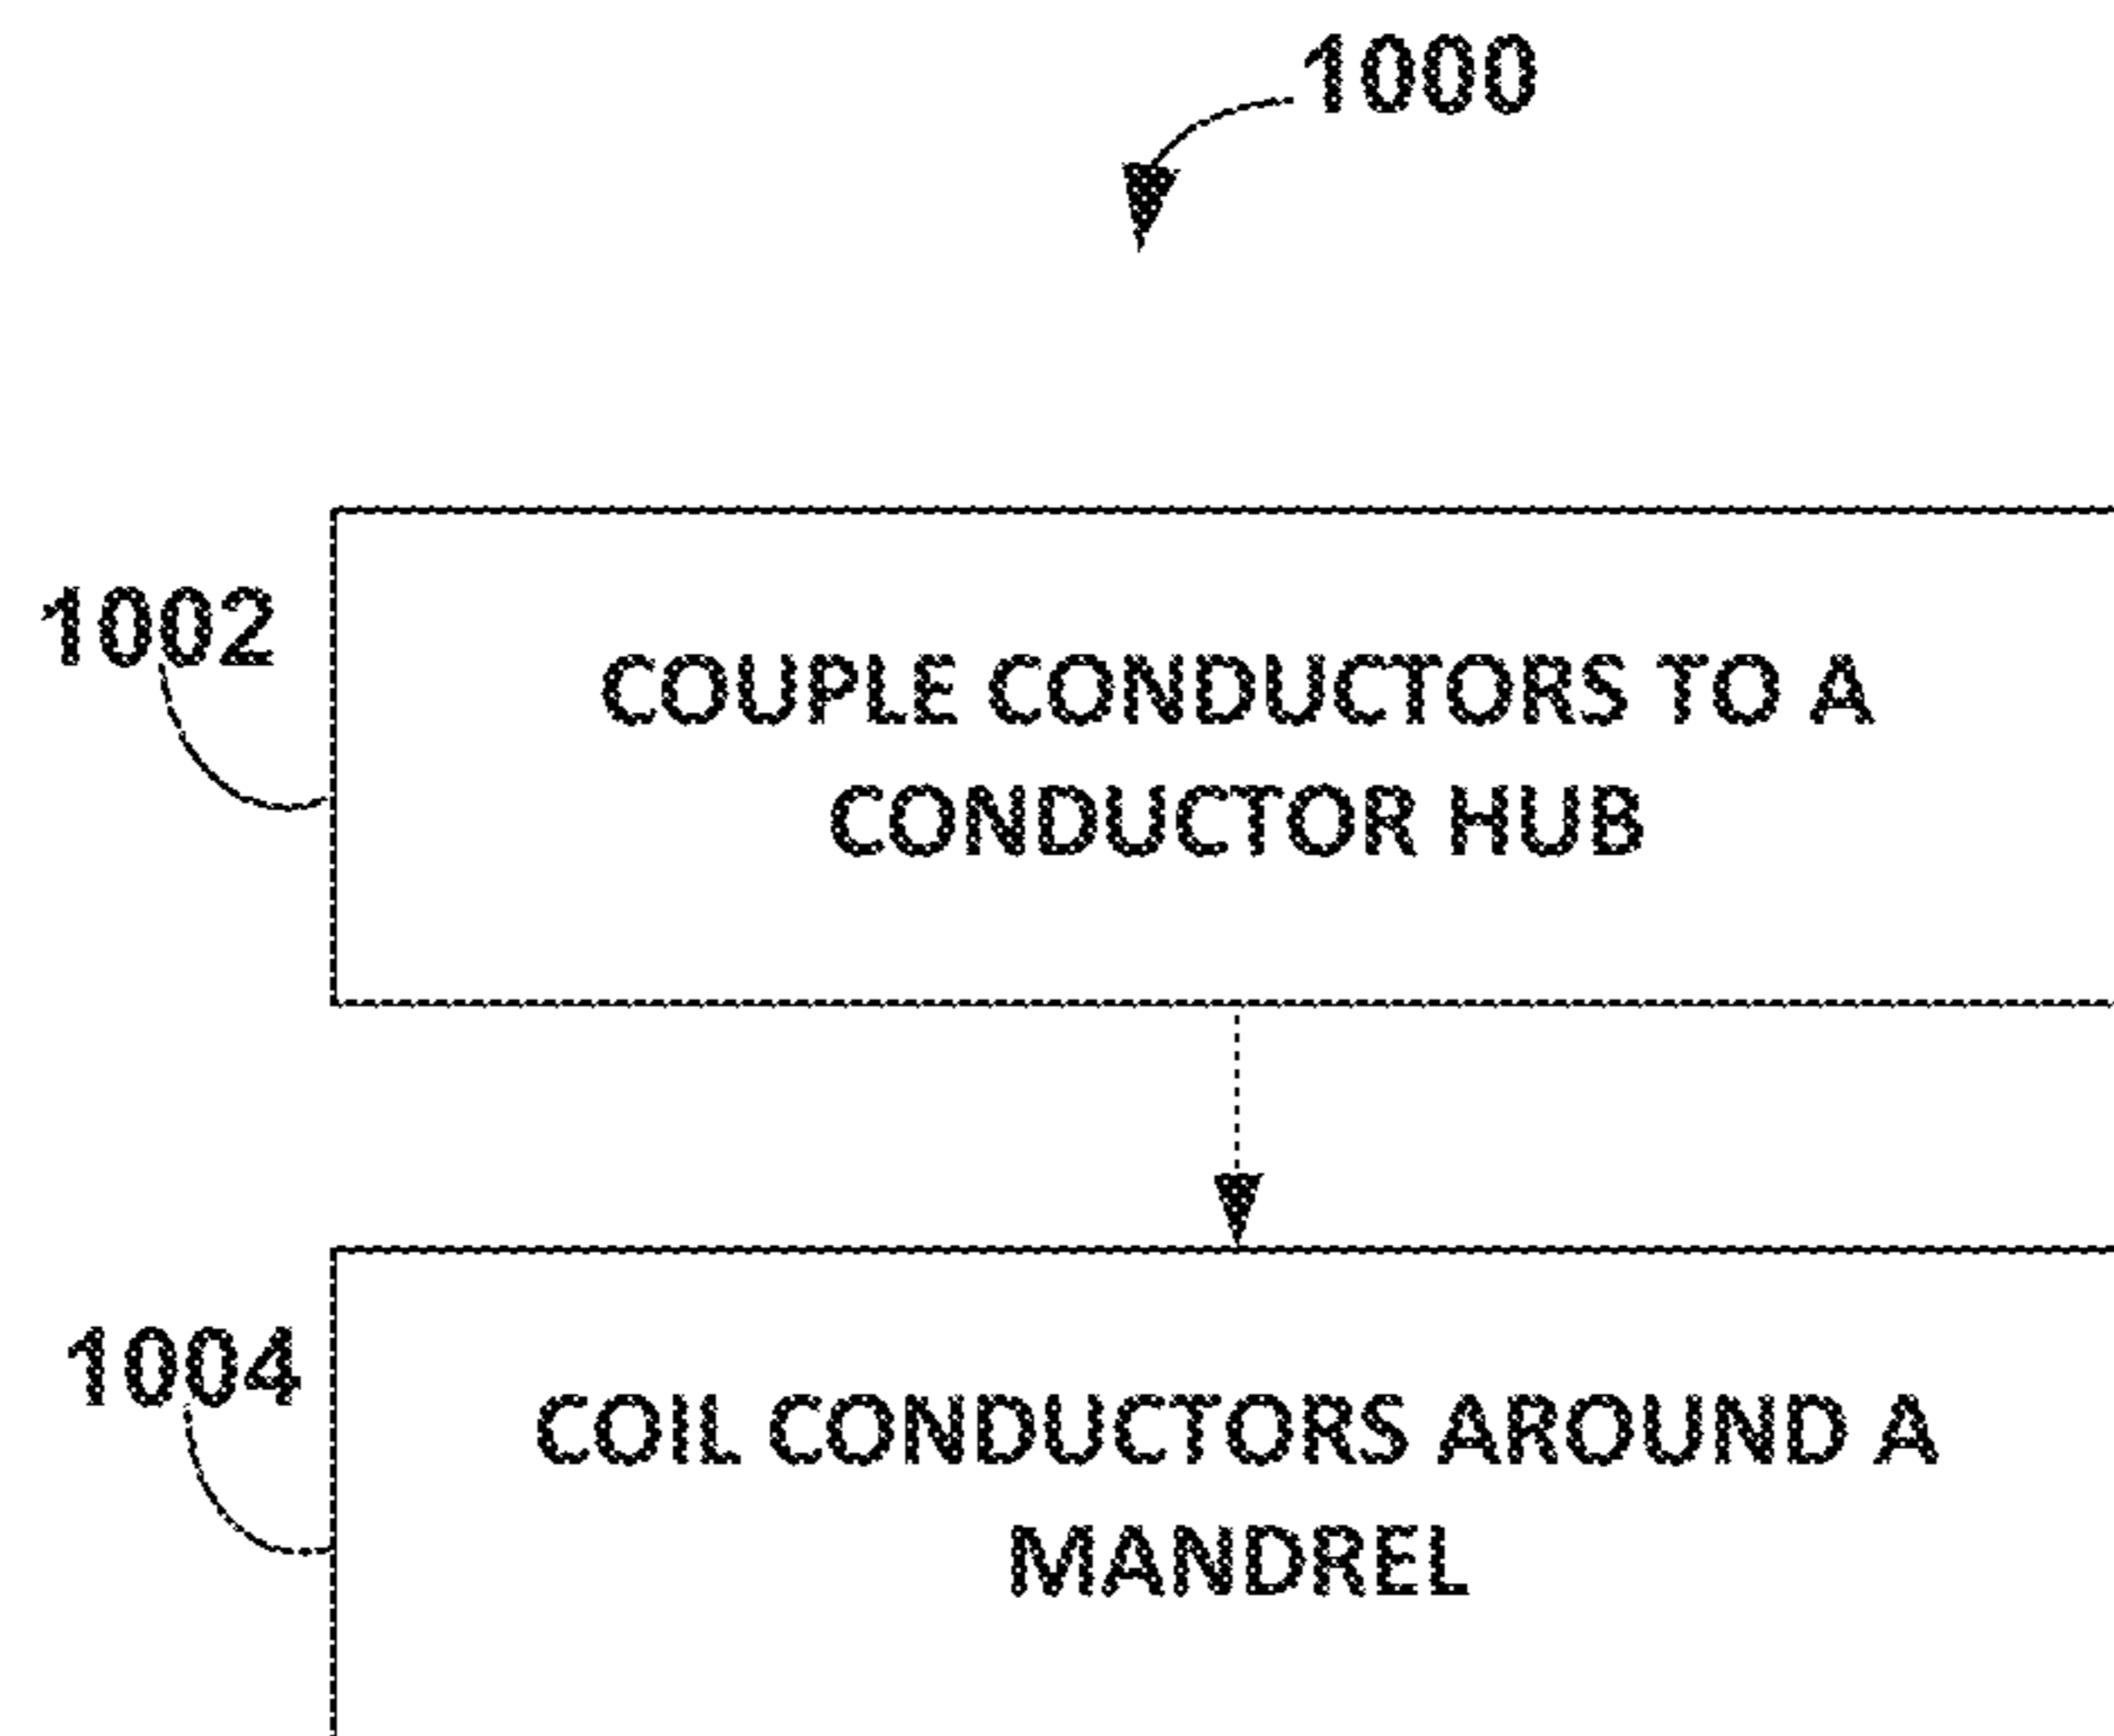 1000
1002
COUPLE CONDUCTORS TO A
CONDUCTOR HUB
1004
COIL CONDUCTORS AROUND A
MANDREL